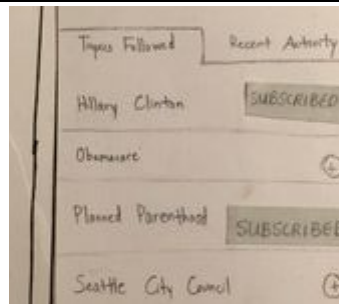 Topics Followed Recent Activity
Hillary Clinton SUBSCRIBED
Obamacare
Planned Parenthood SUBSCRIBED
Seattle City Council